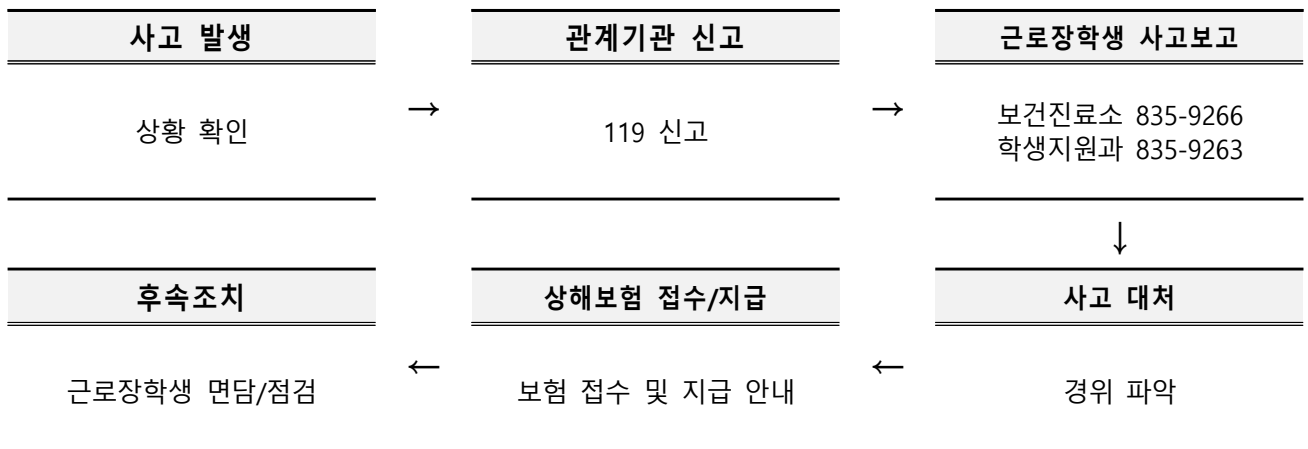 사고 발생
상황 확인
→
관계기관 신고
119 신고
→
근로장학생 사고보고
보건진료소 835-9266
학생지원과 835-9263
↓
사고 대처
경위 파악
←
상해보험 접수/지급
보험 접수 및 지급 안내
←
후속조치
근로장학생 면담/점검